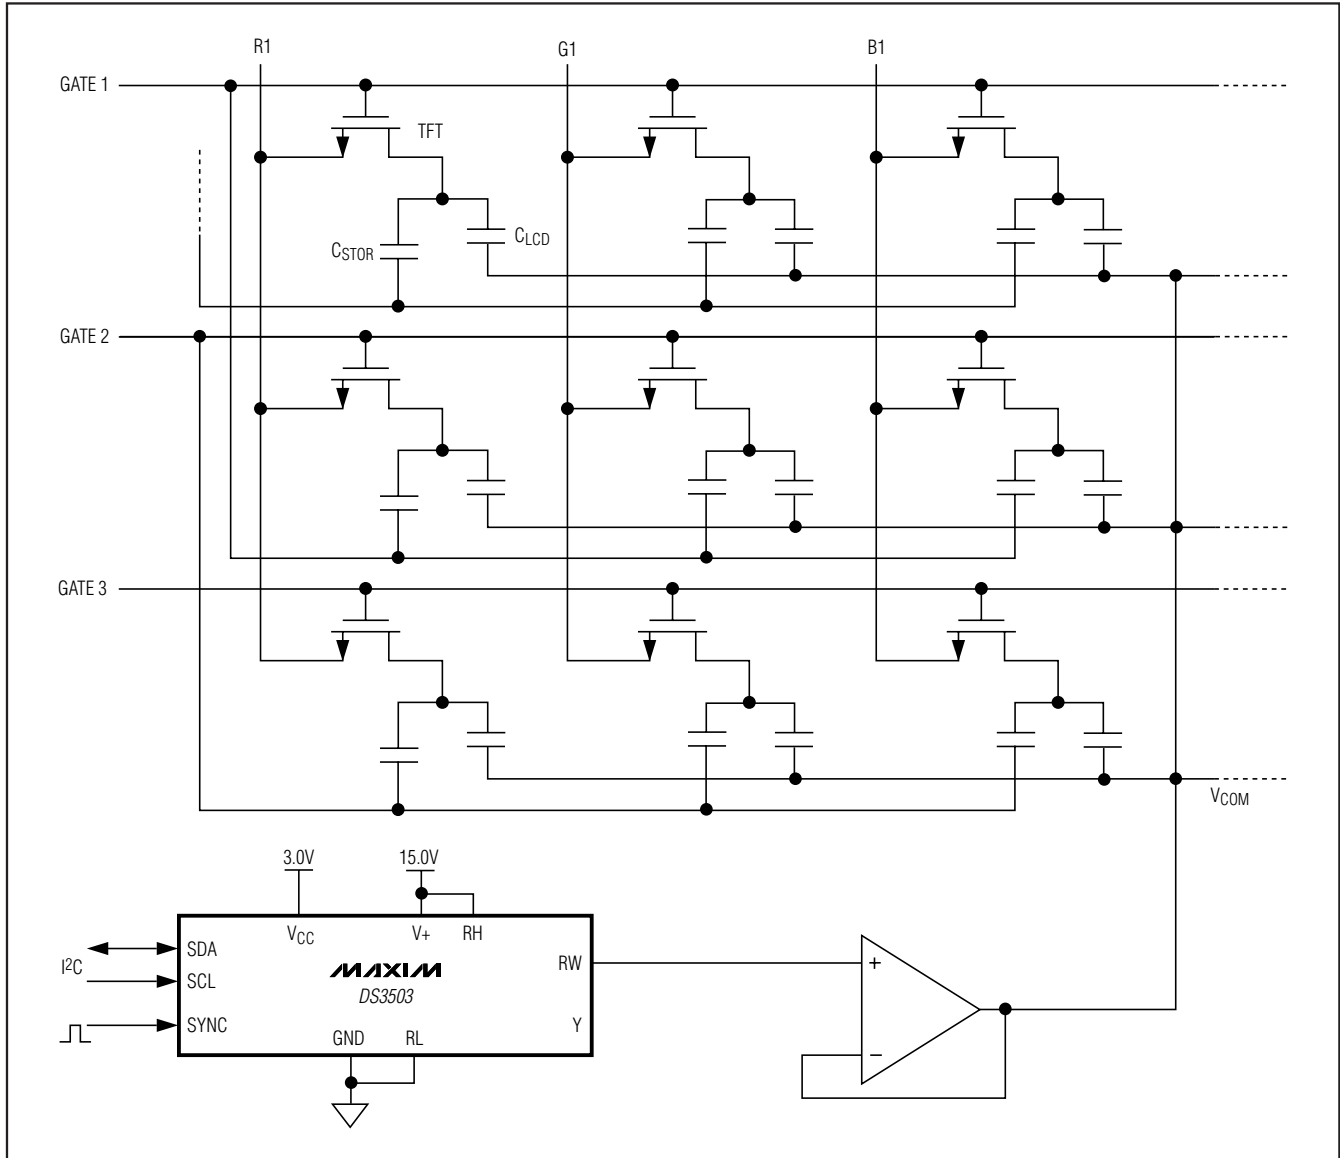 R1 G1 B1
GATE 1
TFT
CSTOR CLCD
GATE 2
GATE 3
VCOM
3.0V 15.0V
VCC V+ RH
I2C SDA
SCL
SYNC
MAXIM
DS3503
RW
Y
GND RL
+
−